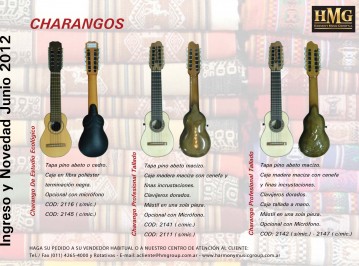 CHARANGOS
HMG
HARMONY MUSIC GROUP S.A.
Ingreso y Novedad Junio 2012
Charango De Estudio Ecológico
Tapa pino abeto o cedro.
Caja en fibra poliéster
terminación negra.
Opcional con micrófono
COD: 2116 ( s/mic.)
COD: 2145 ( c/mic.)
Charango Profesional Tallado
Tapa pino abeto macizo.
Caja madera maciza con cenefa y
finas incrustaciones.
Clavijeros dorados.
Mástil en una sola pieza.
Opcional con Micrófono.
COD: 2141 ( c/mic.)
COD: 2111 ( s/mic.)
Charango Profesional Tallado
Tapa pino abeto macizo.
Caja madera maciza con cenefa
y finas incrustaciones.
Clavijeros dorados.
Caja tallada a mano.
Mástil en una sola pieza.
Opcional con Micrófono.
COD: 2142 ( s/mic.) - 2147 ( c/mic.)
HAGA SU PEDIDO A SU VENDEDOR HABITUAL O A NUESTRO CENTRO DE ATENCION AL CLIENTE:
Tel./ Fax (011) 4265-4000 y Rotativas - E-mail:acliente@hmgroup.com.ar - www.harmonymusicgroup.com.ar